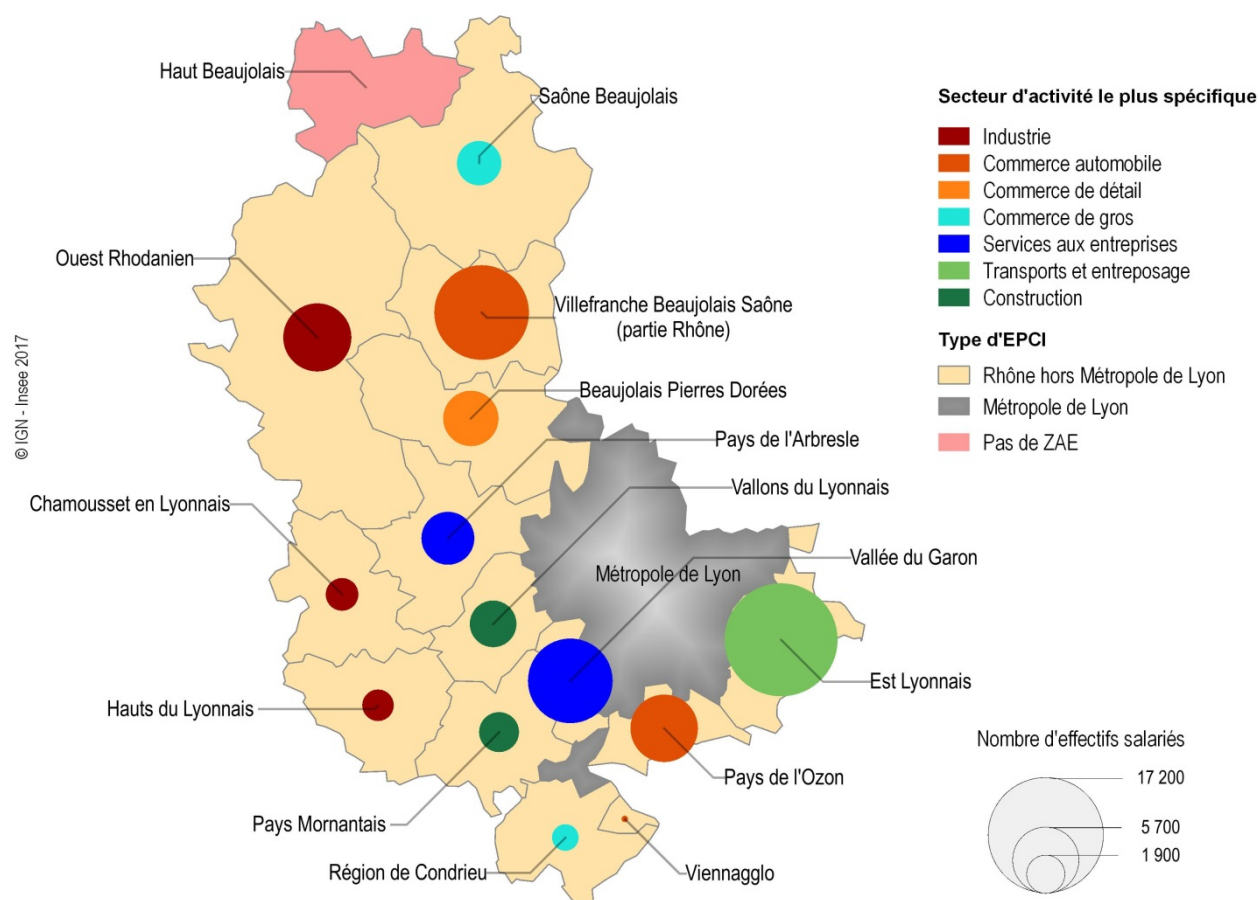 Haut Beaujolais
Saône Beaujolais
Ouest Rhodanien
Villefranche Beaujolais Saône
(partie Rhône)
Beaujolais Pierres Dorées
Pays de l'Arbresle
Chamousset en Lyonnais
Vallons du Lyonnais
Vallée du Garon
Métropole de Lyon
Est Lyonnais
Hauts du Lyonnais
Pays de l'Ozon
Pays Mornantais
Région de Condrieu
Viennagglo
© IGN - Insee 2017
Secteur d'activité le plus spécifique
Industrie
Commerce automobile
Commerce de détail
Commerce de gros
Services aux entreprises
Transports et entreposage
Construction
Type d'EPCI
Rhône hors Métropole de Lyon
Métropole de Lyon
Pas de ZAE
Nombre d'effectifs salariés
17 200
5 700
1 900